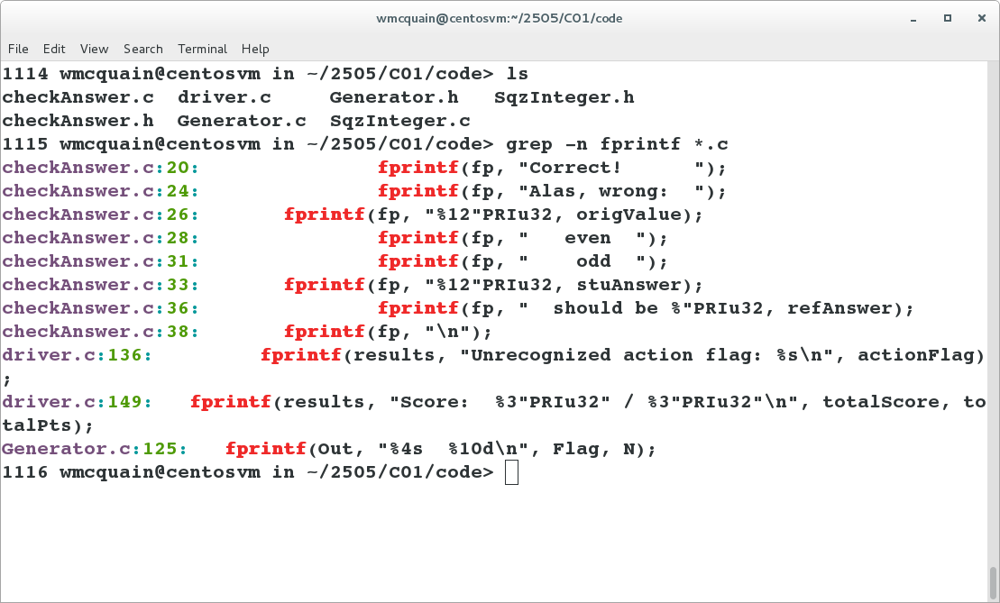 wmcquain@centosvm:~/2505/C01/code
File Edit View Search Terminal Help
1114 wmcquain@centosvm in ~/2505/C01/code> ls
checkAnswer.c  driver.c     Generator.h   SqzInteger.h
checkAnswer.h  Generator.c  SqzInteger.c
1115 wmcquain@centosvm in ~/2505/C01/code> grep -n fprintf *.c
checkAnswer.c:20:               fprintf(fp, "Correct!      ");
checkAnswer.c:24:               fprintf(fp, "Alas, wrong:  ");
checkAnswer.c:26:       fprintf(fp, "%12"PRIu32, origValue);
checkAnswer.c:28:               fprintf(fp, "   even  ");
checkAnswer.c:31:               fprintf(fp, "    odd  ");
checkAnswer.c:33:       fprintf(fp, "%12"PRIu32, stuAnswer);
checkAnswer.c:36:               fprintf(fp, "  should be %"PRIu32, refAnswer);
checkAnswer.c:38:       fprintf(fp, "\n");
driver.c:136:         fprintf(results, "Unrecognized action flag: %s\n", actionFlag)
;
driver.c:149:   fprintf(results, "Score:  %3"PRIu32" / %3"PRIu32"\n", totalScore, to
talPts);
Generator.c:125:   fprintf(Out, "%4s  %10d\n", Flag, N);
1116 wmcquain@centosvm in ~/2505/C01/code>